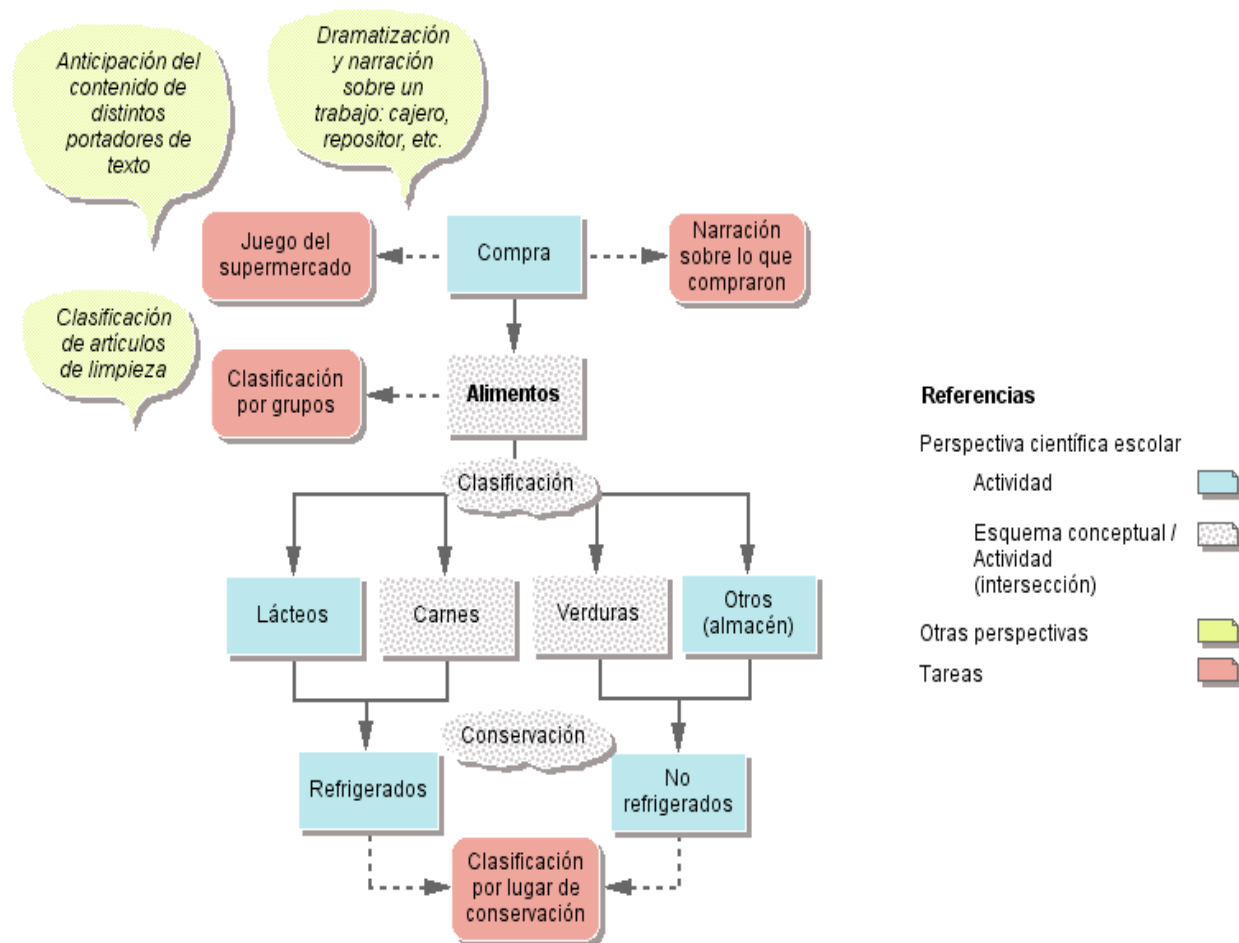 Anticipación del
contenido de
distintos
portadores de
texto
Dramatización
y narración
sobre un
trabajo: cajero,
repositor, etc.
Juego del
supermercado
Compra
Narración
sobre lo que
compraron
Clasificación
de artículos
de limpieza
Clasificación
por grupos
Alimentos
Clasificación
Lácteos
Carnes
Verduras
Otros
(almacén)
Conservación
Refrigerados
No
refrigerados
Clasificación
por lugar de
conservación
Referencias
Perspectiva científica escolar
Actividad
Esquema conceptual /
Actividad
(intersección)
Otras perspectivas
Tareas